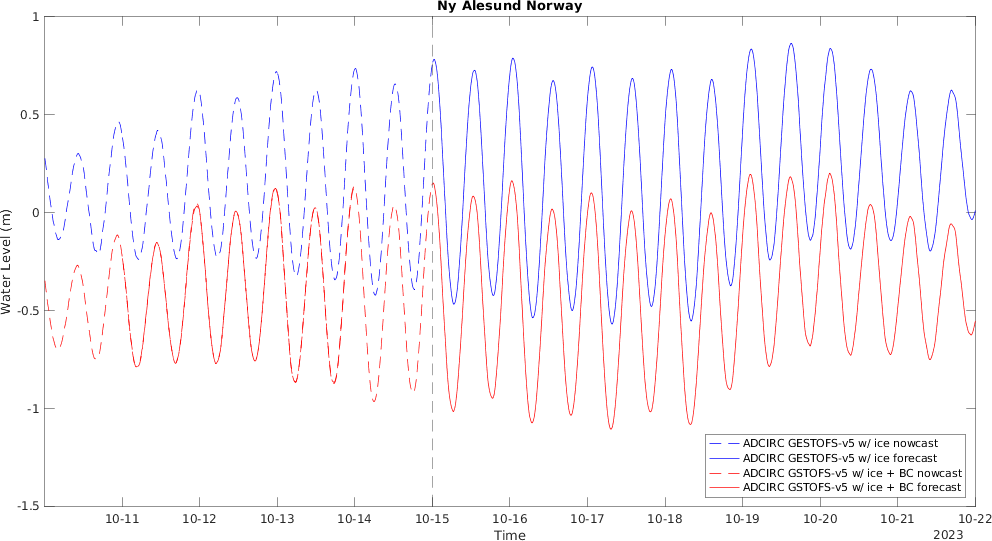 Ny Alesund Norway
1
0.5
0
-0.5
-1
-1.5
Water Level (m)
ADCIRC GESTOFS-v5 w/ ice nowcast
ADCIRC GESTOFS-v5 w/ ice forecast
ADCIRC GSTOFS-v5 w/ ice + BC nowcast
ADCIRC GSTOFS-v5 w/ ice + BC forecast
10-11 10-12 10-13 10-14 10-15 10-16 10-17 10-18 10-19 10-20 10-21 10-22
Time
2023